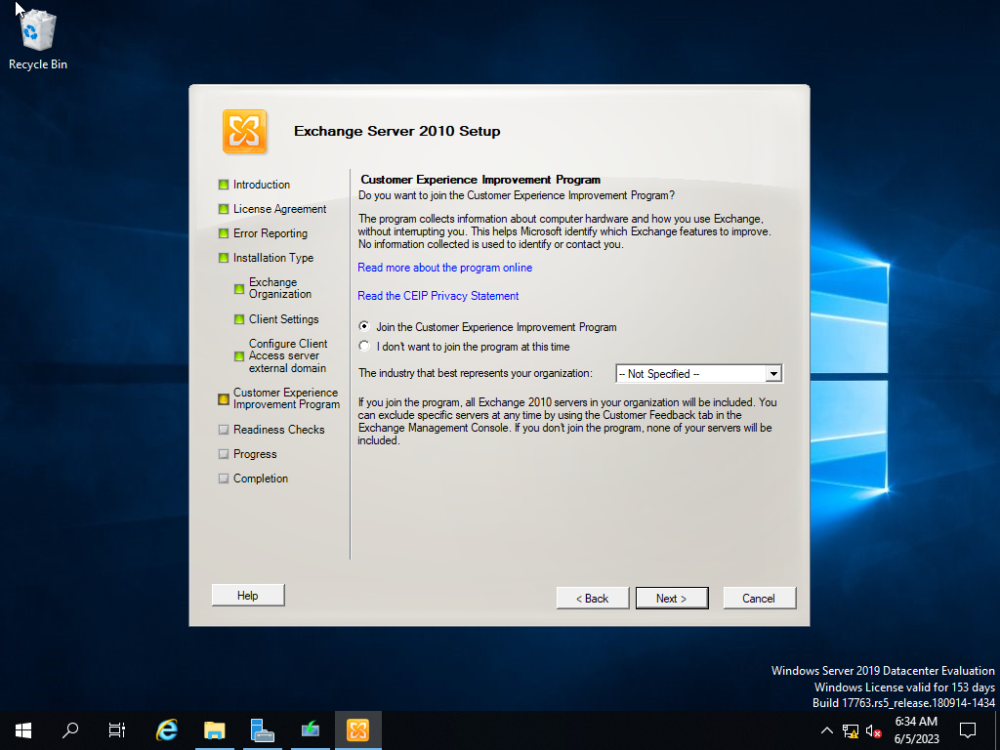 Recycle Bin
Exchange Server 2010 Setup
Introduction
License Agreement
Error Reporting
Installation Type
Exchange
Organization
Client Settings
Configure Client
Access server
external domain
Customer Experience
Improvement Program
Readiness Checks
Progress
Completion
Customer Experience Improvement Program
Do you want to join the Customer Experience Improvement Program?
The program collects information about computer hardware and how you use Exchange,
without interrupting you. This helps Microsoft identify which Exchange features to improve.
No information collected is used to identify or contact you.
Read more about the program online
Read the CEIP Privacy Statement
Join the Customer Experience Improvement Program
I don't want to join the program at this time
The industry that best represents your organization:
-- Not Specified --
If you join the program, all Exchange 2010 servers in your organization will be included. You
can exclude specific servers at any time by using the Customer Feedback tab in the
Exchange Management Console. If you don't join the program, none of your servers will be
included.
Help
< Back
Next >
Cancel
Windows Server 2019 Datacenter Evaluation
Windows License valid for 153 days
Build 17763.rs5_release.180914-1434
6:34 AM
6/5/2023